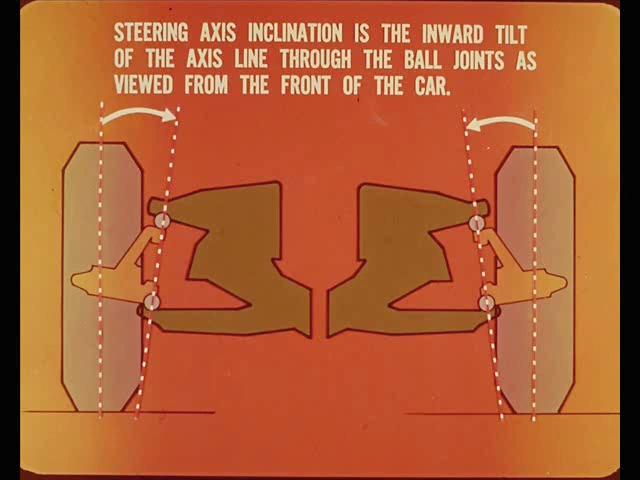 STEERING AXIS INCLINATION IS THE INWARD TILT
OF THE AXIS LINE THROUGH THE BALL JOINTS AS
VIEWED FROM THE FRONT OF THE CAR.